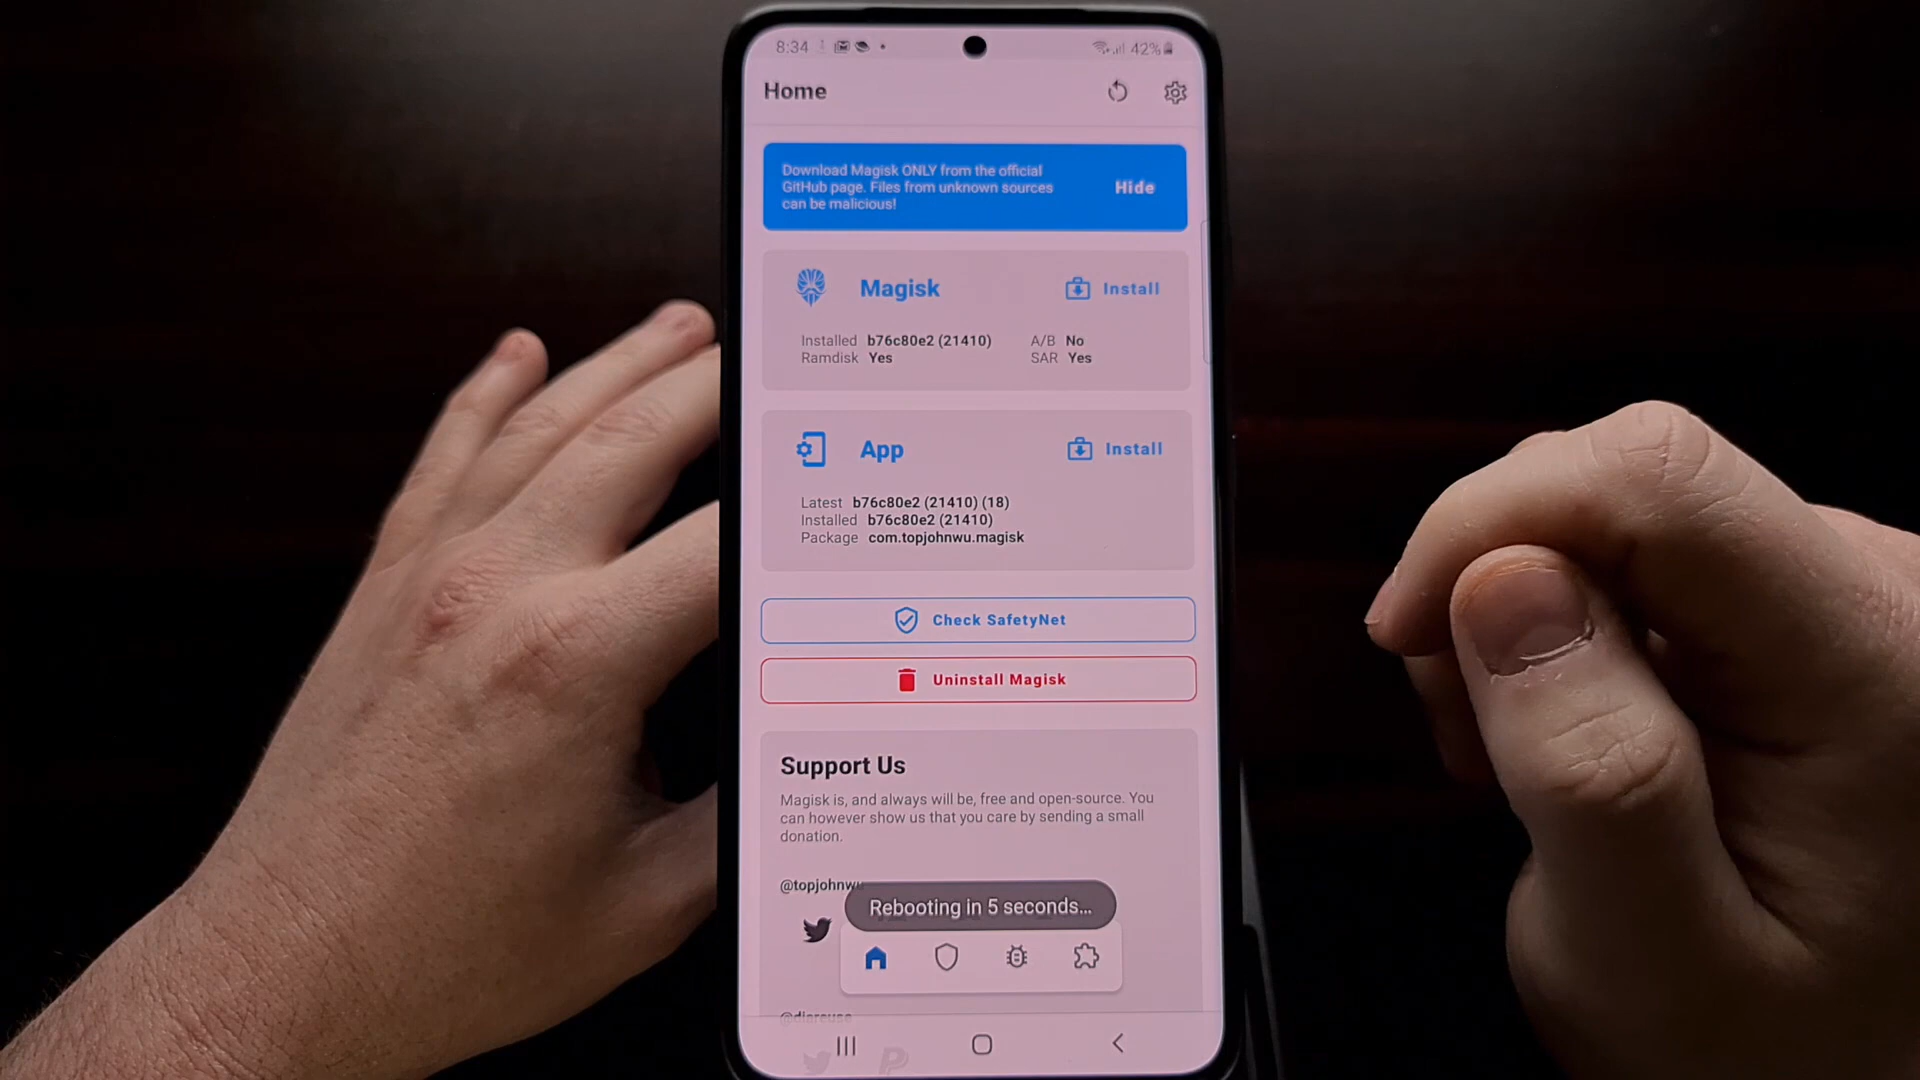 8:34
42%
Home
Download Magisk ONLY from the official
GitHub page. Files from unknown sources
can be malicious!
Hide
Magisk
Install
Installed b76c80e2 (21410)
A/B No
Ramdisk Yes
SAR Yes
App
Install
Latest b76c80e2 (21410) (18)
Installed b76c80e2 (21410)
Package com.topjohnwu.magisk
Check SafetyNet
Uninstall Magisk
Support Us
Magisk is, and always will be, free and open-source. You
can however show us that you care by sending a small
donation.
@topjohnwu
Rebooting in 5 seconds...